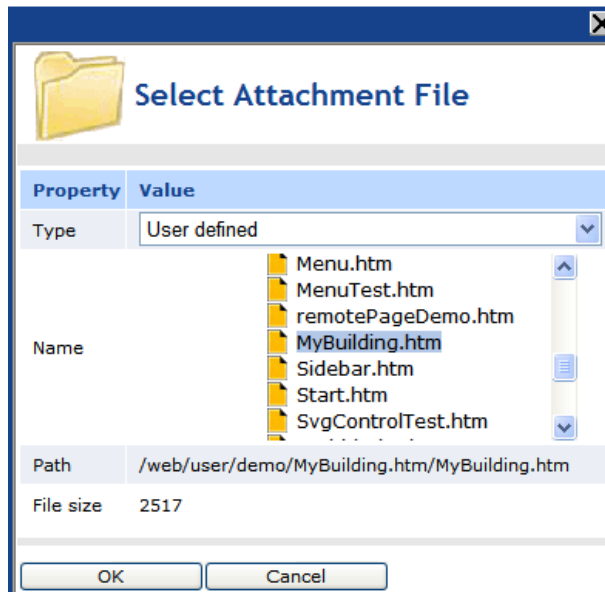 Select Attachment File
Property Value
Type User defined
Menu.htm
MenuTest.htm
remotePageDemo.htm
Name MyBuilding.htm
Sidebar.htm
Start.htm
SvgControlTest.htm
Path /web/user/demo/MyBuilding.htm/MyBuilding.htm
File size 2517
OK Cancel